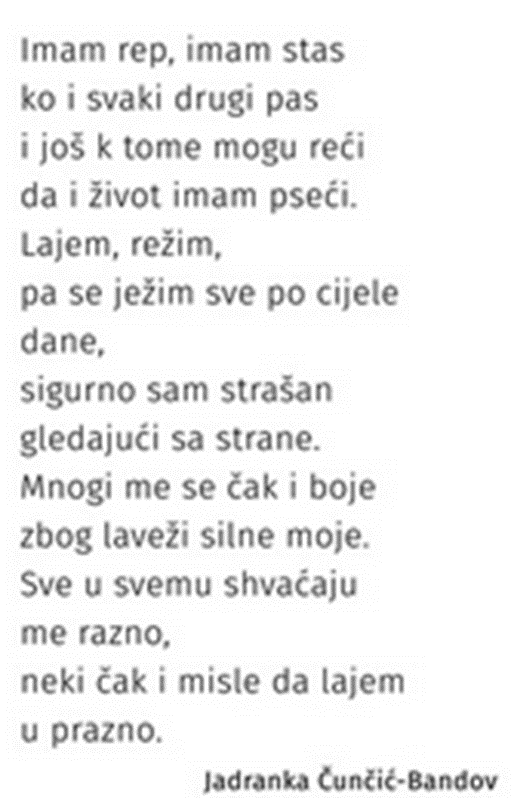 Imam rep, imam stas
ko i svaki drugi pas
i još k tome mogu reći
da i život imam pseći.
Lajem, režim,
pa se ježim sve po cijele
dane,
sigurno sam strašan
gledajući sa strane.
Mnogi me se čak i boje
zbog laveži silne moje.
Sve u svemu shvaćaju
me razno,
neki čak i misle da lajem
u prazno.
Jadranka Čunčić-Bandov